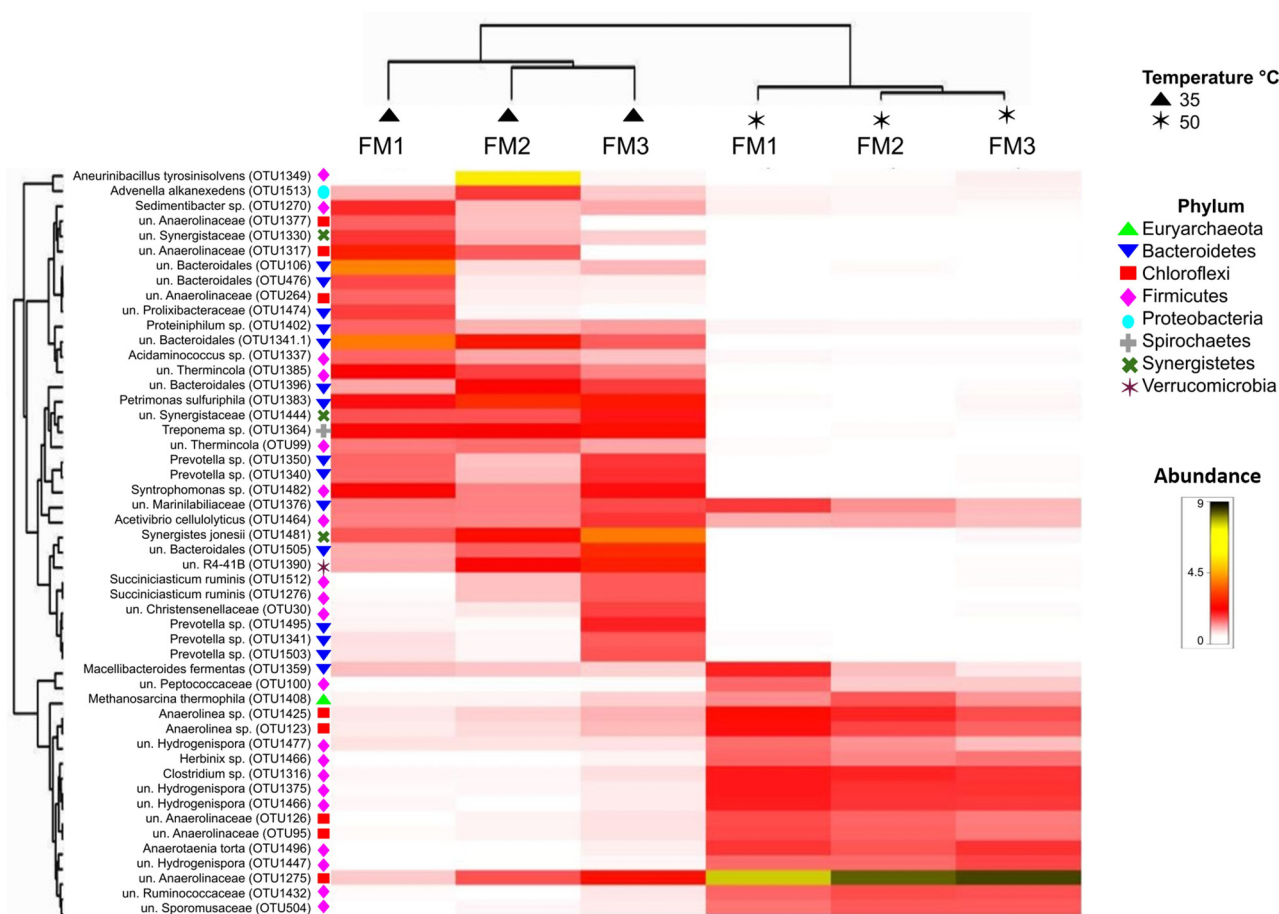 Temperature °C
35
50
FM1 FM2 FM3 FM1 FM2 FM3
Aneurinibacillus tyrosinisolvens (OTU1349)
Advenella alkanexedens (OTU1513)
Sedimentibacter sp. (OTU1270)
un. Anaerolinaceae (OTU1377)
un. Synergistaceae (OTU1330)
un. Anaerolinaceae (OTU1317)
un. Bacteroidales (OTU106)
un. Bacteroidales (OTU476)
un. Anaerolinaceae (OTU264)
un. Prolixibacteraceae (OTU1474)
Proteiniphilum sp. (OTU1402)
un. Bacteroidales (OTU1341.1)
Acidaminococcus sp. (OTU1337)
un. Thermincola (OTU1385)
un. Bacteroidales (OTU1396)
Petrimonas sulfuriphila (OTU1383)
un. Synergistaceae (OTU1444)
Treponema sp. (OTU1364)
un. Thermincola (OTU99)
Prevotella sp. (OTU1350)
Prevotella sp. (OTU1340)
Syntrophomonas sp. (OTU1482)
un. Marinilabiliaceae (OTU1376)
Acetivibrio cellulolyticus (OTU1464)
Synergistes jonesii (OTU1481)
un. Bacteroidales (OTU1505)
un. R4-41B (OTU1390)
Succiniciasticum ruminis (OTU1512)
Succiniciasticum ruminis (OTU1276)
un. Christensenellaceae (OTU30)
Prevotella sp. (OTU1495)
Prevotella sp. (OTU1341)
Prevotella sp. (OTU1503)
Macellibacteroides fermentas (OTU1359)
un. Peptococcaceae (OTU100)
Methanosarcina thermophila (OTU1408)
Anaerolinea sp. (OTU1425)
Anaerolinea sp. (OTU123)
un. Hydrogenispora (OTU1477)
Herbinix sp. (OTU1466)
Clostridium sp. (OTU1316)
un. Hydrogenispora (OTU1375)
un. Hydrogenispora (OTU1466)
un. Anaerolinaceae (OTU126)
un. Anaerolinaceae (OTU95)
Anaerotaenia torta (OTU1496)
un. Hydrogenispora (OTU1447)
un. Anaerolinaceae (OTU1275)
un. Ruminococcaceae (OTU1432)
un. Sporomusaceae (OTU504)
Phylum
Euryarchaeota
Bacteroidetes
Chloroflexi
Firmicutes
Proteobacteria
Spirochaetes
Synergistetes
Verrucomicrobia
Abundance
9
4.5
0